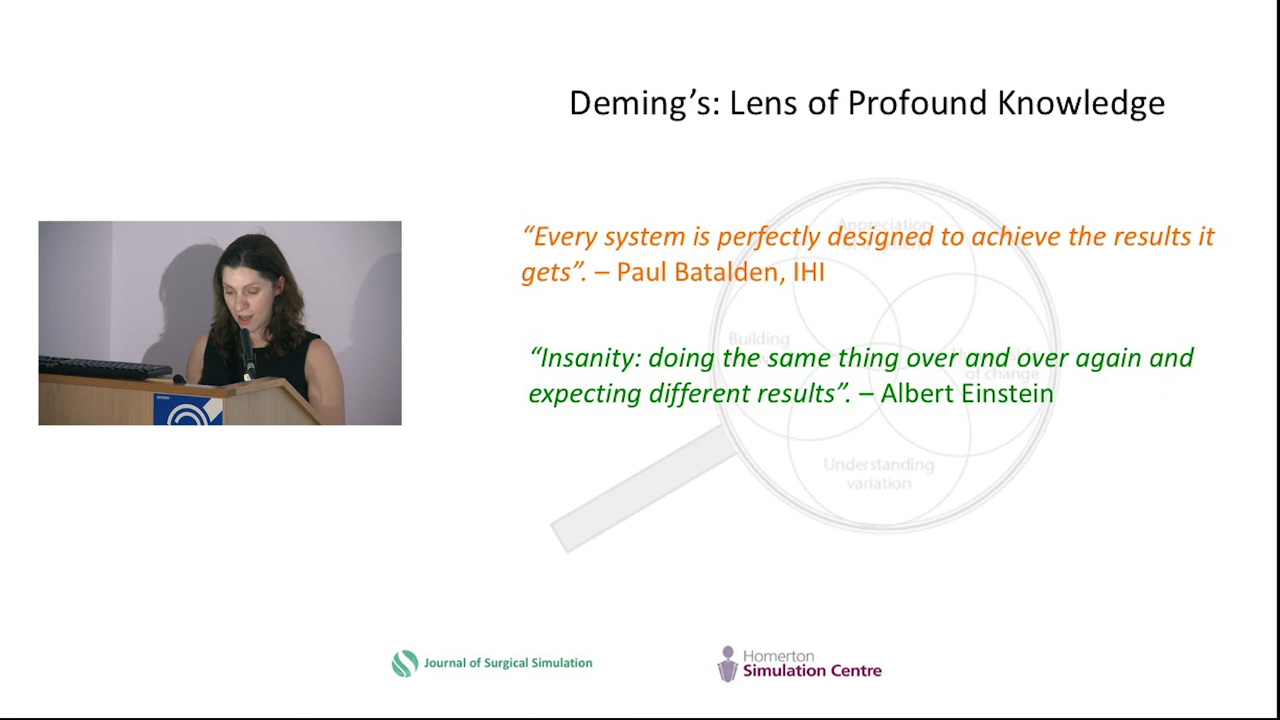 Deming’s: Lens of Profound Knowledge
Appreciation
“Every system is perfectly designed to achieve the results it
gets”. – Paul Batalden, IHI
Building
“Insanity: doing the same thing over and over again and
of change
expecting different results”. – Albert Einstein
Understanding
variation
Journal of Surgical Simulation
Homerton
Simulation Centre